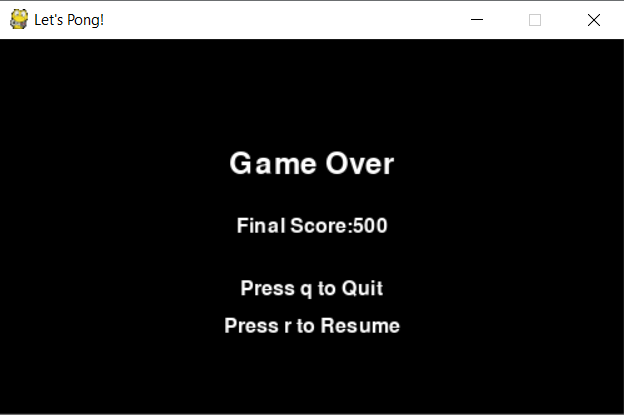 Let's Pong!
Game Over
Final Score:500
Press q to Quit
Press r to Resume